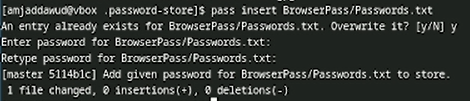 [amjaddawud@vbox .password-store]$ pass insert BrowserPass/Passwords.txt
An entry already exists for BrowserPass/Passwords.txt. Overwrite it? [y/N] y
Enter password for BrowserPass/Passwords.txt:
Retype password for BrowserPass/Passwords.txt:
[master 5114b1c] Add given password for BrowserPass/Passwords.txt to store.
1 file changed, 0 insertions(+), 0 deletions(-)